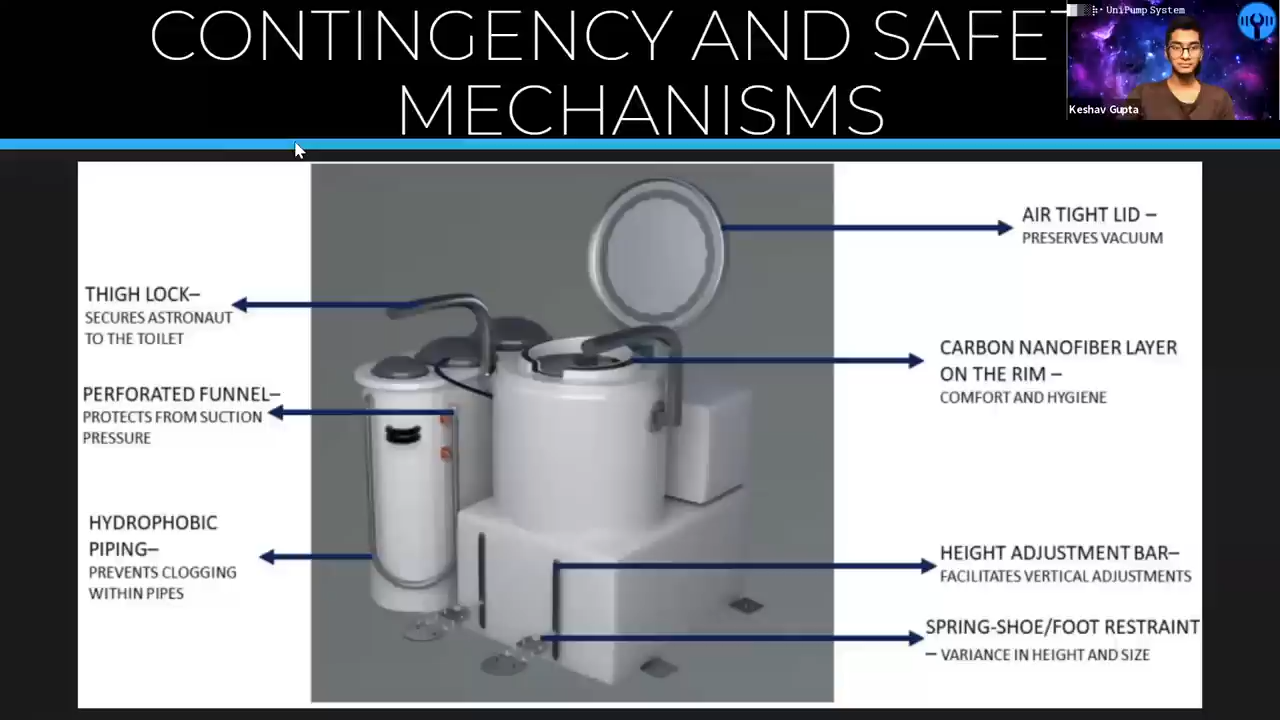 CONTINGENCY AND SAFET
MECHANISMS
UniPump System
Keshav Gupta
THIGH LOCK–
SECURES ASTRONAUT
TO THE TOILET
PERFORATED FUNNEL–
PROTECTS FROM SUCTION
PRESSURE
HYDROPHOBIC
PIPING–
PREVENTS CLOGGING
WITHIN PIPES
AIR TIGHT LID –
PRESERVES VACUUM
CARBON NANOFIBER LAYER
ON THE RIM –
COMFORT AND HYGIENE
HEIGHT ADJUSTMENT BAR–
FACILITATES VERTICAL ADJUSTMENTS
SPRING-SHOE/FOOT RESTRAINT
– VARIANCE IN HEIGHT AND SIZE